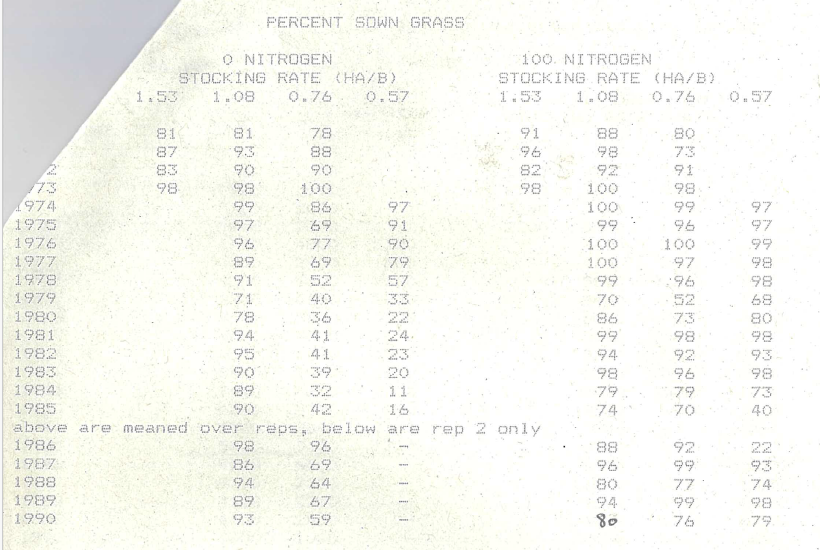 PERCENT SOWN GRASS
0 NITROGEN 100 NITROGEN
STOCKING RATE (HA/B) STOCKING RATE (HA/B)
1.53 1.08 0.76 0.57 1.53 1.08 0.76 0.57
81 81 78 91 88 80
87 93 88 96 98 73
2 83 90 90 82 92 91
73 98 98 100 98 100 98
1974 99 86 97 100 99 97
1975 97 69 91 99 96 97
1976 96 77 90 100 100 99
1977 89 69 79 100 97 98
1978 91 52 57 99 96 98
1979 71 40 33 70 52 68
1980 78 36 22 86 73 80
1981 94 41 24 99 98 98
1982 95 41 23 94 92 93
1983 90 39 20 98 96 98
1984 89 32 11 79 79 73
1985 90 42 16 74 70 40
above are meaned over reps, below are rep 2 only
1986 98 96 - 88 92 22
1987 86 69 - 96 99 93
1988 94 64 - 80 77 74
1989 89 67 - 94 99 98
1990 93 59 - 80 76 79